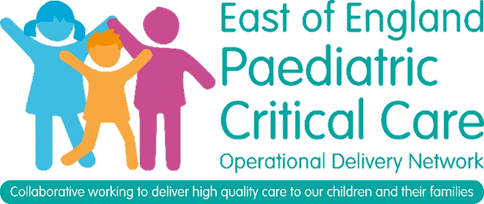 East of England
Paediatric
Critical Care
Operational Delivery Network
Collaborative working to deliver high quality care to our children and their families